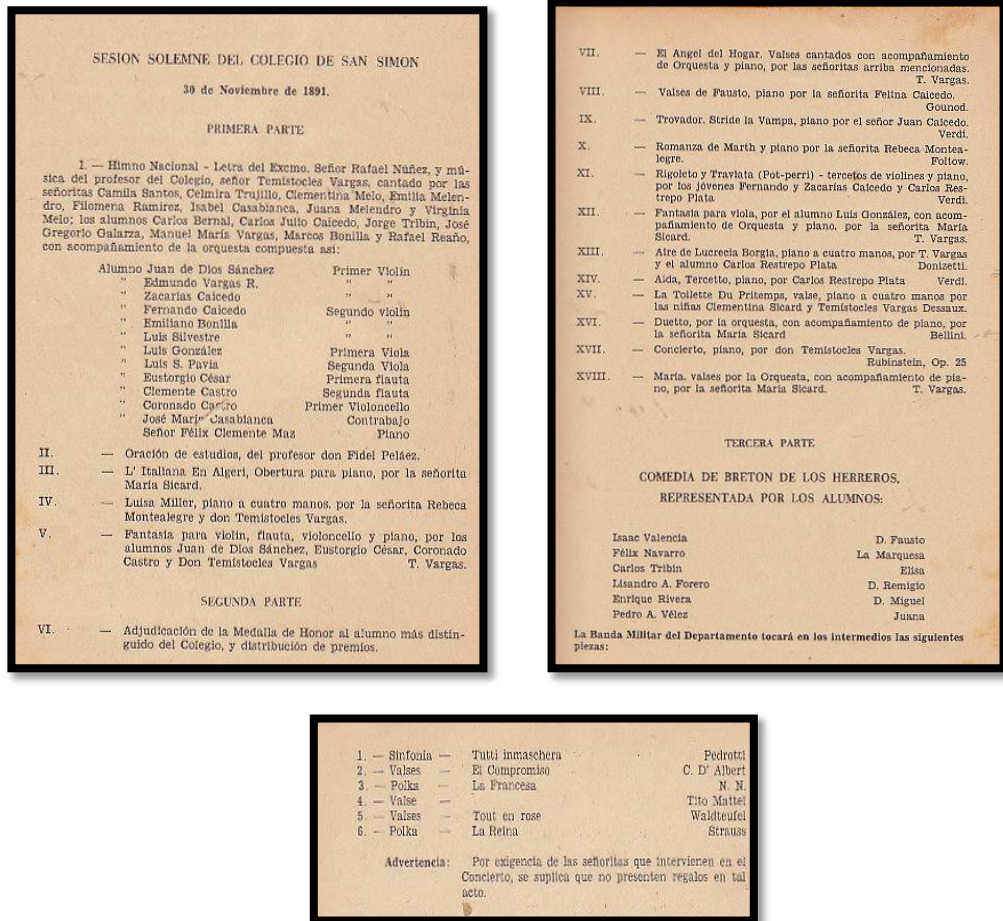 SESION SOLEMNE DEL COLEGIO DE SAN SIMON
30 de Noviembre de 1891.
PRIMERA PARTE
I. — Himno Nacional - Letra del Excmo. Señor Rafael Núñez, y mú-
sica del profesor del Colegio, señor Temístocles Vargas, cantado por las
señoritas Camila Santos, Celmira Trujillo, Clementina Melo, Emilia Melen-
dro, Filomena Ramírez, Isabel Casabianca, Juana Melendro y Virginia
Melo; los alumnos Carlos Bernal, Carlos Julio Caicedo, Jorge Tribín, José
Gregorio Galarza, Manuel María Vargas, Marcos Bonilla y Rafael Reaño,
con acompañamiento de la orquesta compuesta así:
Alumno Juan de Dios Sánchez Primer Violín
" Edmundo Vargas R. " "
" Zacarías Caicedo " "
" Fernando Caicedo Segundo violín
" Emiliano Bonilla " "
" Luis Silvestre " "
" Luis González Primera Viola
" Luis S. Pavía Segunda Viola
" Eustorgio César Primera flauta
" Clemente Castro Segunda flauta
" Coronado Castro Primer Violoncello
" José María Casabianca Contrabajo
Señor Félix Clemente Maz Piano
II. — Oración de estudios, del profesor don Fidel Peláez.
III. — L' Italiana En Algeri, Obertura para piano, por la señorita
María Sicard.
IV. — Luisa Miller, piano a cuatro manos, por la señorita Rebeca
Montealegre y don Temístocles Vargas.
V. — Fantasía para violín, flauta, violoncello y piano, por los
alumnos Juan de Dios Sánchez, Eustorgio César, Coronado
Castro y Don Temístocles Vargas T. Vargas.
SEGUNDA PARTE
VI. — Adjudicación de la Medalla de Honor al alumno más distin-
guido del Colegio, y distribución de premios.
VII. — El Angel del Hogar. Valses cantados con acompañamiento
de Orquesta y piano, por las señoritas arriba mencionadas.
T. Vargas.
VIII. — Valses de Fausto, piano por la señorita Felina Caicedo.
Gounod.
IX. — Trovador. Stride la Vampa, piano por el señor Juan Caicedo.
Verdi.
X. — Romanza de Marth y piano por la señorita Rebeca Montea-
legre. Foltow.
XI. — Rigoleto y Traviata (Pot-perri) - tercetos de violines y piano,
por los jóvenes Fernando y Zacarías Caicedo y Carlos Res-
trepo Plata Verdi.
XII. — Fantasía para viola, por el alumno Luis González, con acom-
pañamiento de Orquesta y piano, por la señorita María
Sicard. T. Vargas.
XIII. — Aire de Lucrecia Borgia, piano a cuatro manos, por T. Vargas
y el alumno Carlos Restrepo Plata Donizetti.
XIV. — Aida, Tercetto, piano, por Carlos Restrepo Plata Verdi.
XV. — La Toilette Du Pritemps, valse, piano a cuatro manos por
las niñas Clementina Sicard y Temístocles Vargas Dessaux.
XVI. — Duetto, por la orquesta, con acompañamiento de piano, por
la señorita María Sicard Bellini.
XVII. — Concierto, piano, por don Temístocles Vargas.
Rubinstein, Op. 25
XVIII. — María, valses por la Orquesta, con acompañamiento de pia-
no, por la señorita María Sicard. T. Vargas.
TERCERA PARTE
COMEDIA DE BRETON DE LOS HERREROS,
REPRESENTADA POR LOS ALUMNOS:
Isaac Valencia D. Fausto
Félix Navarro La Marquesa
Carlos Tribín Elisa
Lisandro A. Forero D. Remigio
Enrique Rivera D. Miguel
Pedro A. Vélez Juana
La Banda Militar del Departamento tocará en los intermedios las siguientes
piezas:
1. — Sinfonía — Tutti inmaschera Pedrotti
2. — Valses — El Compromiso C. D' Albert
3. — Polka — La Francesa N. N.
4. — Valse — Tito Mattel
5. — Valses — Tout en rose Waldteufel
6. — Polka — La Reina Strauss
Advertencia: Por exigencia de las señoritas que intervienen en el
Concierto, se suplica que no presenten regalos en tal
acto.